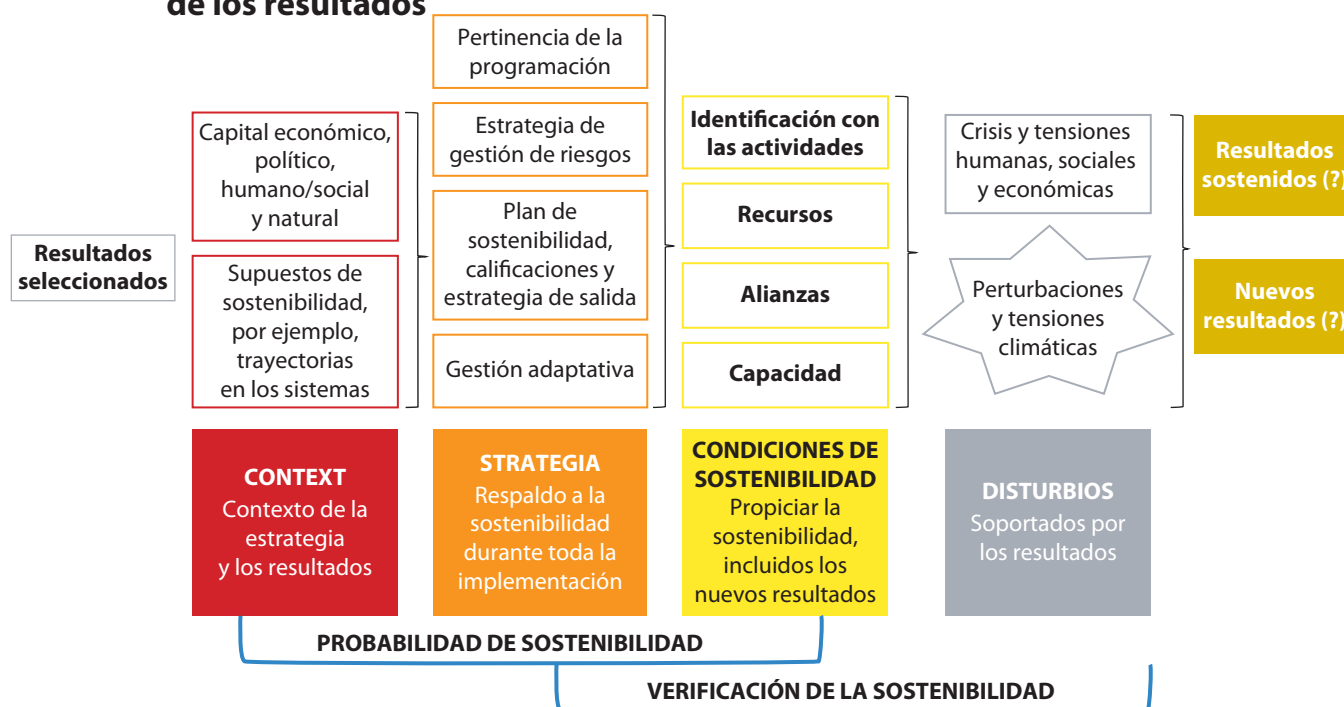 de los resultados
Resultados
seleccionados
Capital económico,
político,
humano/social
y natural
Supuestos de
sostenibilidad,
por ejemplo,
trayectorias
en los sistemas
Pertinencia de la
programación
Estrategia de
gestión de riesgos
Plan de
sostenibilidad,
calificaciones y
estrategia de salida
Gestión adaptativa
Identificación con
las actividades
Recursos
Alianzas
Capacidad
Crisis y tensiones
humanas, sociales
y económicas
Perturbaciones
y tensiones
climáticas
Resultados
sostenidos (?)
Nuevos
resultados (?)
CONTEXT
Contexto de la
estrategia
y los resultados
STRATEGIA
Respaldo a la
sostenibilidad
durante toda la
implementación
CONDICIONES DE
SOSTENIBILIDAD
Propiciar la
sostenibilidad,
incluidos los
nuevos resultados
DISTURBIOS
Soportados por
los resultados
PROBABILIDAD DE SOSTENIBILIDAD
VERIFICACIÓN DE LA SOSTENIBILIDAD